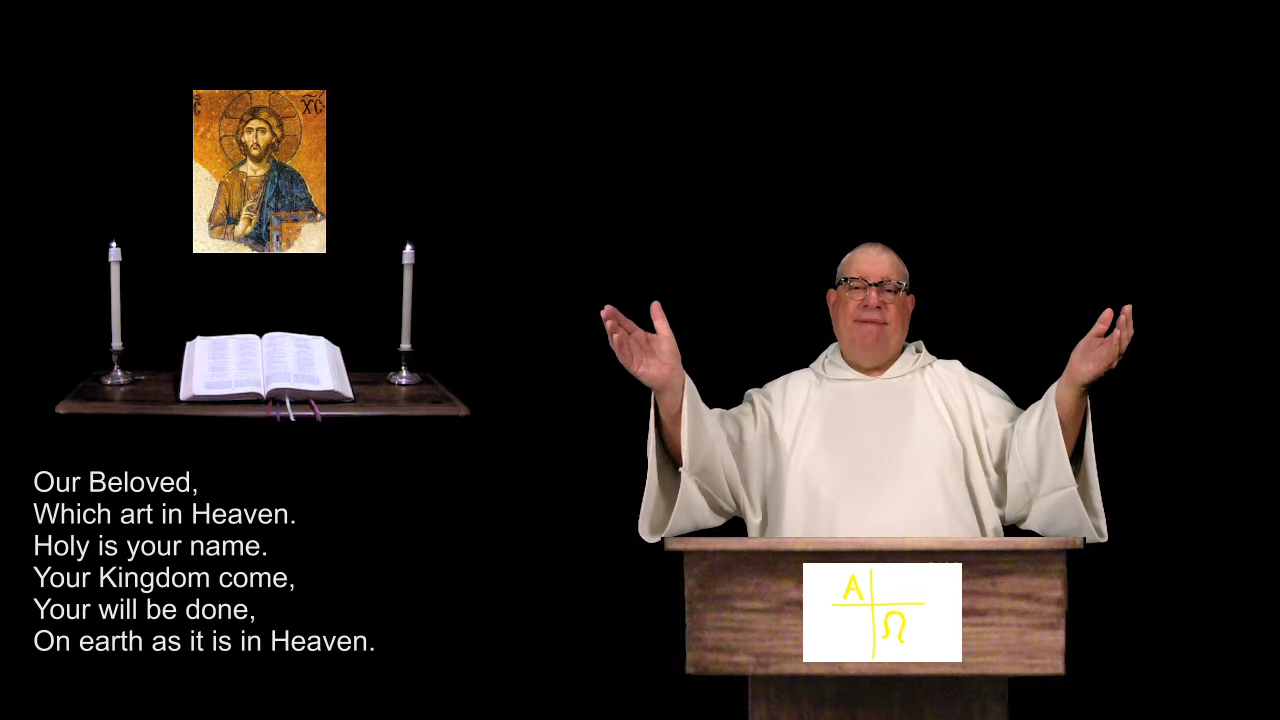 ΧC
Our Beloved,
Which art in Heaven.
Holy is your name.
Your Kingdom come,
Your will be done,
On earth as it is in Heaven.
Α
Ω